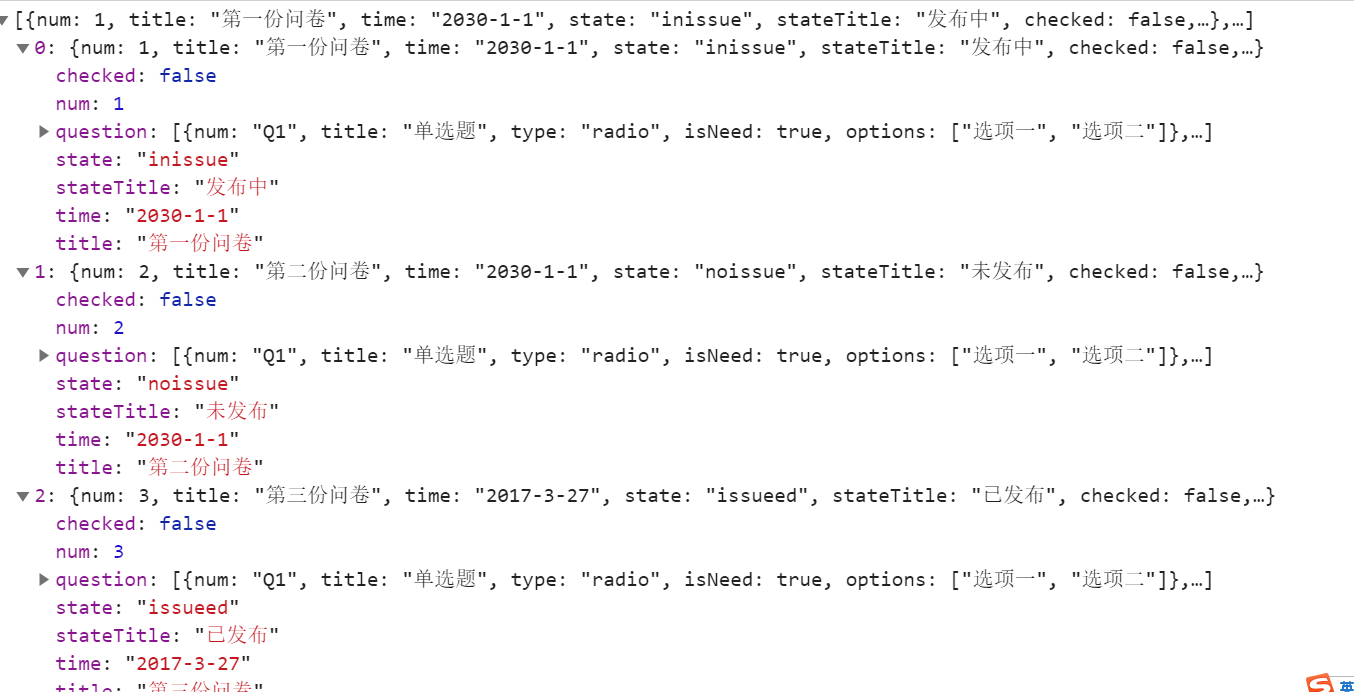 [{num: 1, title: "第一份问卷", time: "2030-1-1", state: "inissue", stateTitle: "发布中", checked: false,…},…]
0: {num: 1, title: "第一份问卷", time: "2030-1-1", state: "inissue", stateTitle: "发布中", checked: false,…}
checked: false
num: 1
question: [{num: "Q1", title: "单选题", type: "radio", isNeed: true, options: ["选项一", "选项二"]},…]
state: "inissue"
stateTitle: "发布中"
time: "2030-1-1"
title: "第一份问卷"
1: {num: 2, title: "第二份问卷", time: "2030-1-1", state: "noissue", stateTitle: "未发布", checked: false,…}
checked: false
num: 2
question: [{num: "Q1", title: "单选题", type: "radio", isNeed: true, options: ["选项一", "选项二"]},…]
state: "noissue"
stateTitle: "未发布"
time: "2030-1-1"
title: "第二份问卷"
2: {num: 3, title: "第三份问卷", time: "2017-3-27", state: "issueed", stateTitle: "已发布", checked: false,…}
checked: false
num: 3
question: [{num: "Q1", title: "单选题", type: "radio", isNeed: true, options: ["选项一", "选项二"]},…]
state: "issueed"
stateTitle: "已发布"
time: "2017-3-27"
title: "第三份问卷"
英